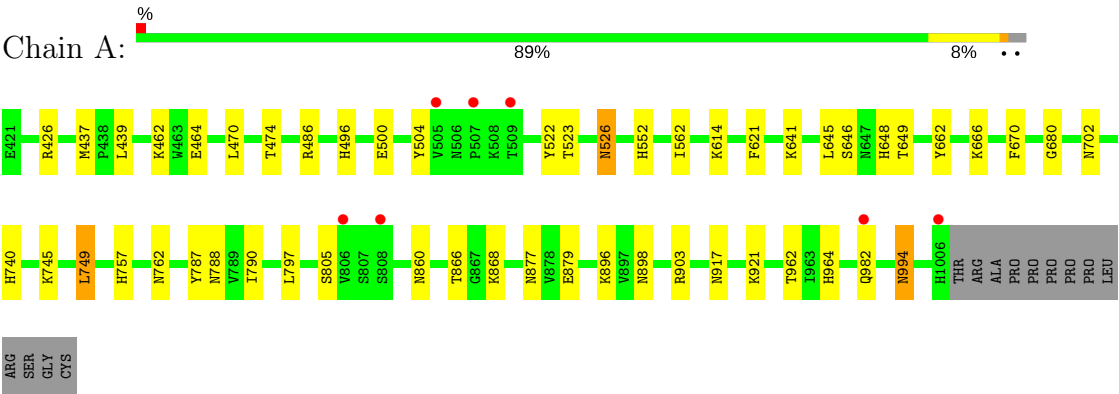 %
Chain A:
89% 8% • •
E421 R426 M437 P438 L439 K462 W463 E464 L470 T474 R486 H496 E500 Y504 V505 N506 P507 K508 T509 Y522 T523 N526 H552 I562 K614 F621 K641 L645 S646 N647 H648 T649 Y662 K666 F670 G680 N702
H740 K745 L749 H757 N762 Y787 N788 V789 I790 L797 S805 V806 S807 S808 N860 T866 G867 K868 N877 V878 E879 K896 V897 N898 R903 N917 K921 T962 I963 H964 Q982 N994 H1006 THR ARG ALA PRO PRO PRO PRO PRO LEU
ARG SER GLY CYS